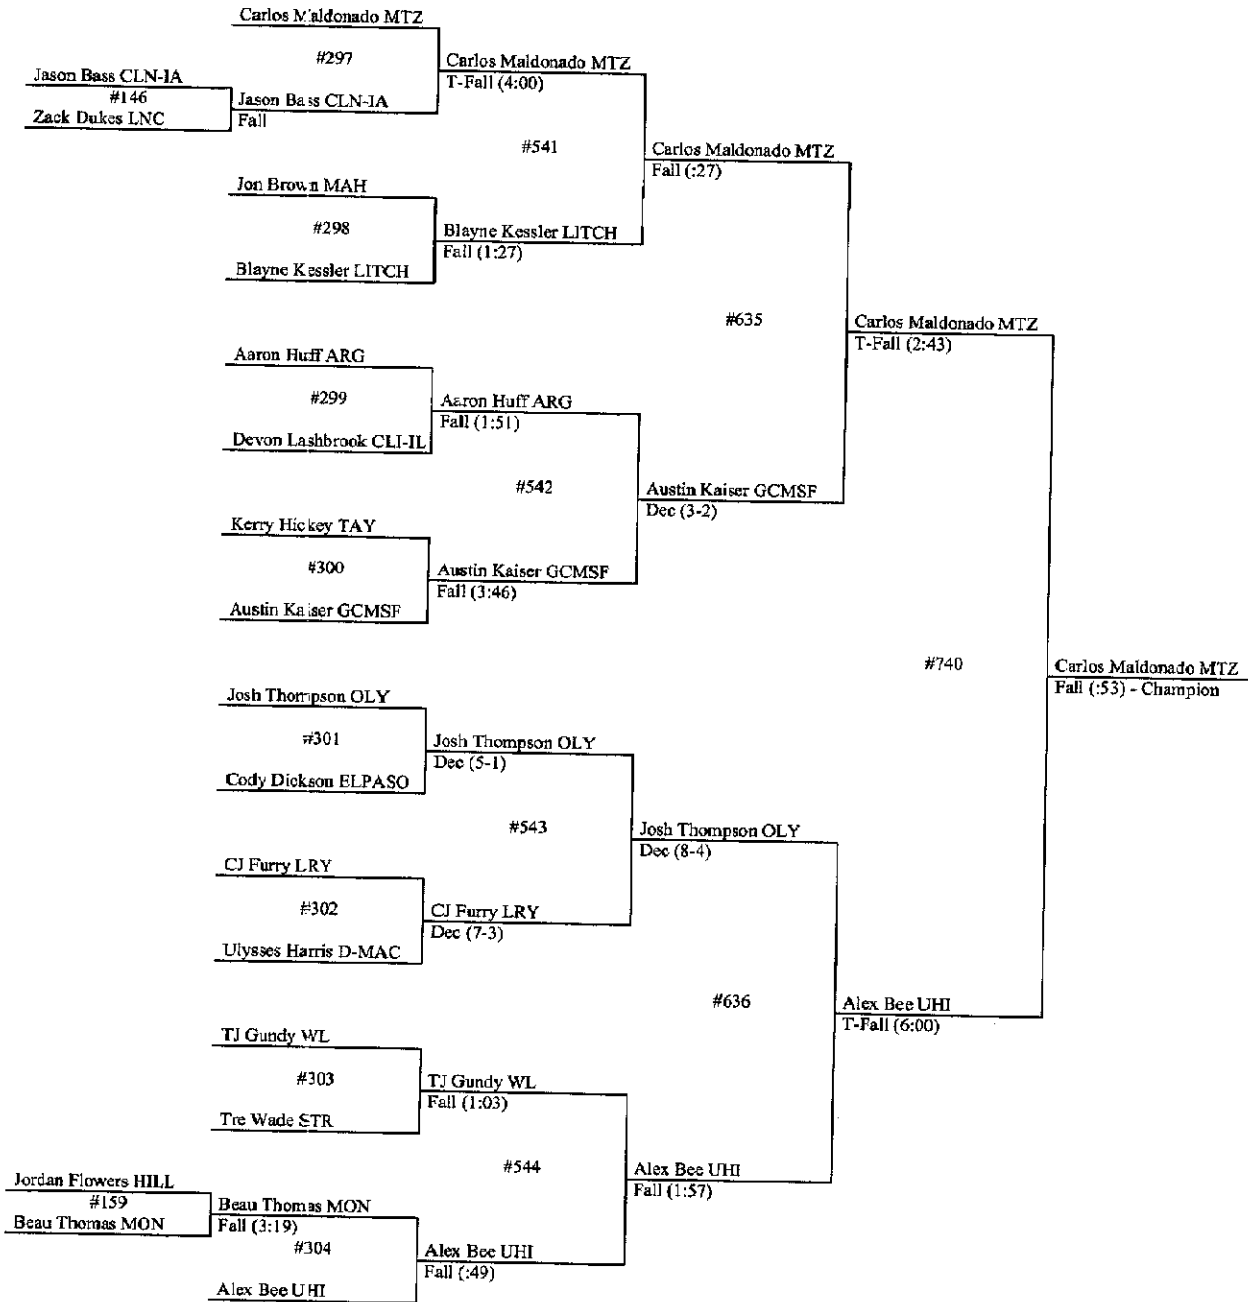 Carlos Maldonado MTZ
#297
Carlos Maldonado MTZ
T-Fall (4:00)
Jason Bass CLN-IA
#146
Zack Dukes LNC
Jason Bass CLN-IA
Fall
#541
Carlos Maldonado MTZ
Fall (:27)
Jon Brown MAH
#298
Blayne Kessler LITCH
Fall (1:27)
Blayne Kessler LITCH
#635
Carlos Maldonado MTZ
T-Fall (2:43)
Aaron Huff ARG
#299
Aaron Huff ARG
Fall (1:51)
Devon Lashbrook CLI-IL
#542
Austin Kaiser GCMSF
Dec (3-2)
Kerry Hickey TAY
#300
Austin Kaiser GCMSF
Fall (3:46)
Austin Kaiser GCMSF
#740
Carlos Maldonado MTZ
Fall (:53) - Champion
Josh Thompson OLY
#301
Josh Thompson OLY
Dec (5-1)
Cody Dickson ELPASO
#543
Josh Thompson OLY
Dec (8-4)
CJ Furry LRY
#302
CJ Furry LRY
Dec (7-3)
Ulysses Harris D-MAC
#636
Alex Bee UHI
T-Fall (6:00)
TJ Gundy WL
#303
TJ Gundy WL
Fall (1:03)
Tre Wade STR
#544
Alex Bee UHI
Fall (1:57)
Jordan Flowers HILL
#159
Beau Thomas MON
Beau Thomas MON
Fall (3:19)
#304
Alex Bee UHI
Fall (:49)
Alex Bee UHI